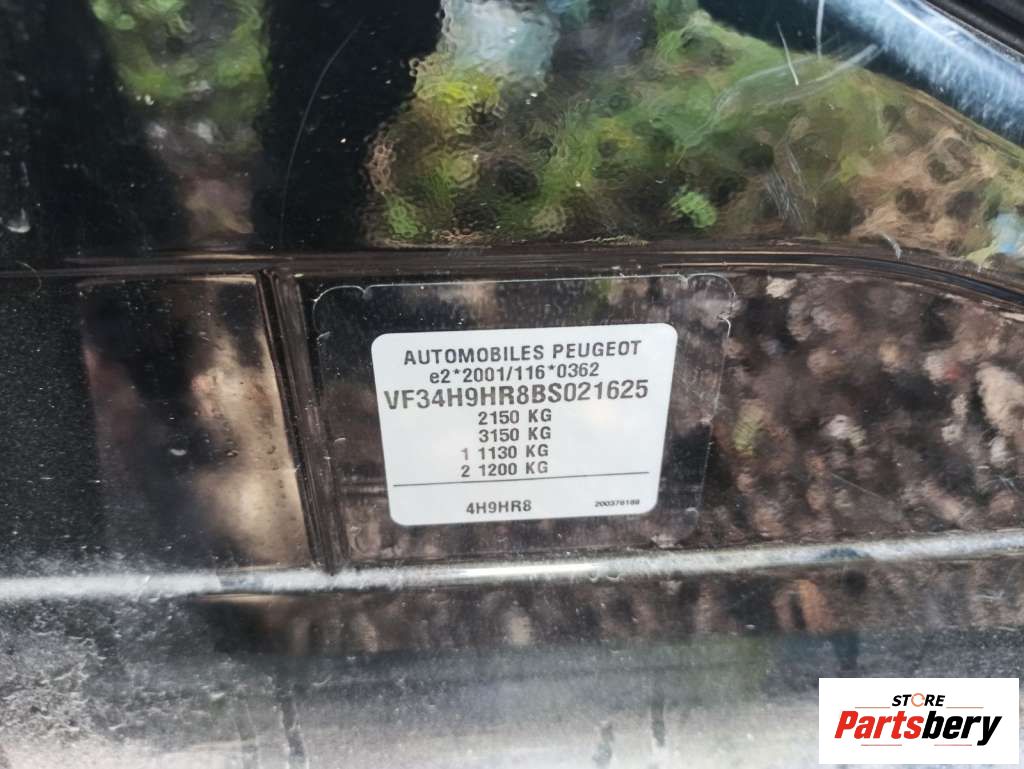 AUTOMOBILES PEUGEOT
e2*2001/116*0362
VF34H9HR8BS021625
2150 KG
3150 KG
1 1130 KG
2 1200 KG
4H9HR8 200376188
STORE
Partsbery